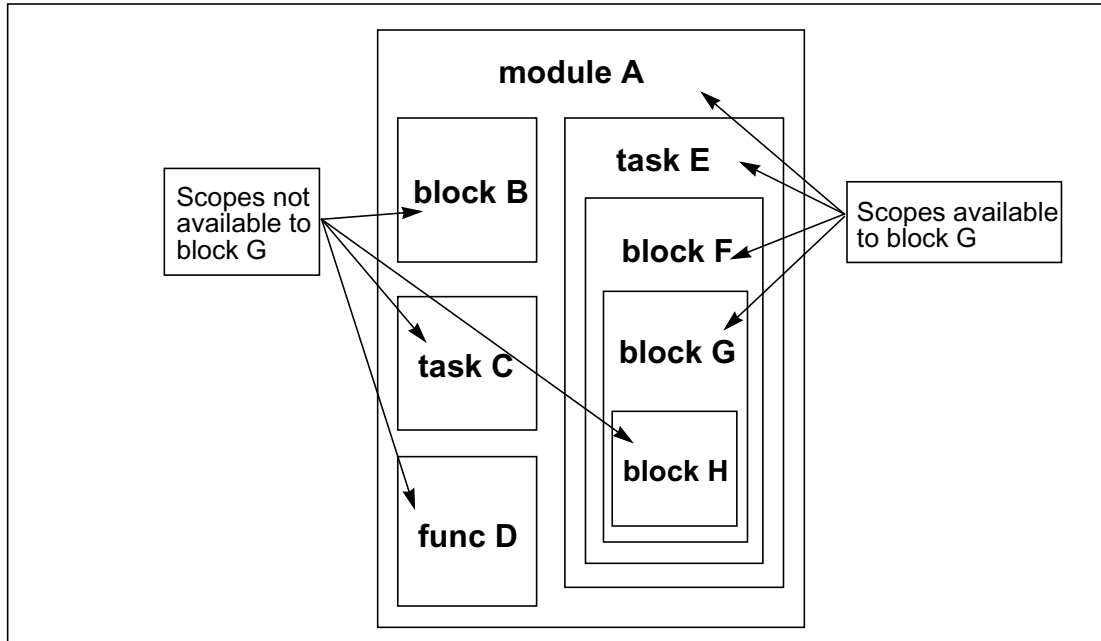 module A
task E
block B
Scopes not
available to
block G
Scopes available
to block G
block F
block G
task C
block H
func D